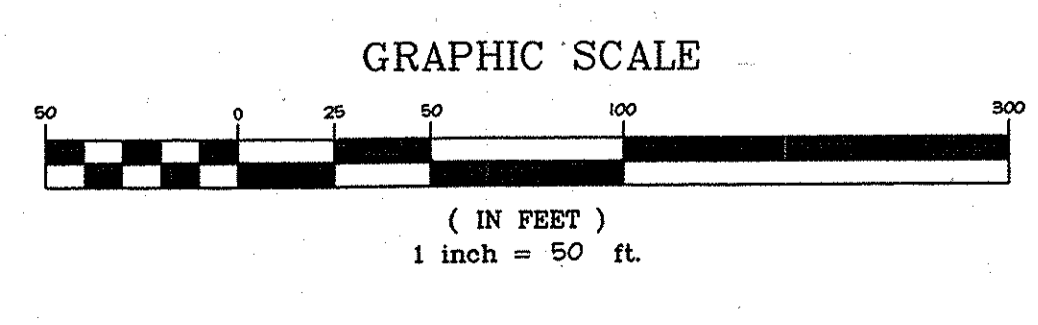 GRAPHIC SCALE
50 0 25 50 100 300
( IN FEET )
1 inch = 50 ft.